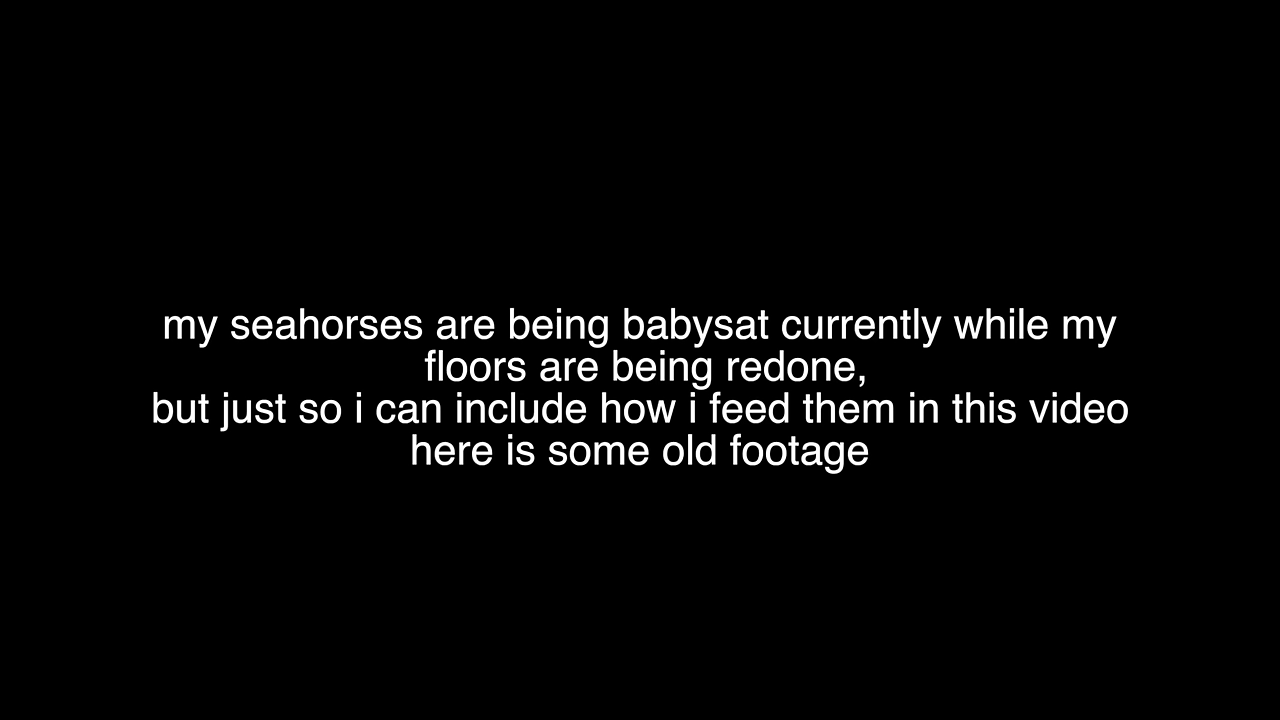 my seahorses are being babysat currently while my
floors are being redone,
but just so i can include how i feed them in this video
here is some old footage